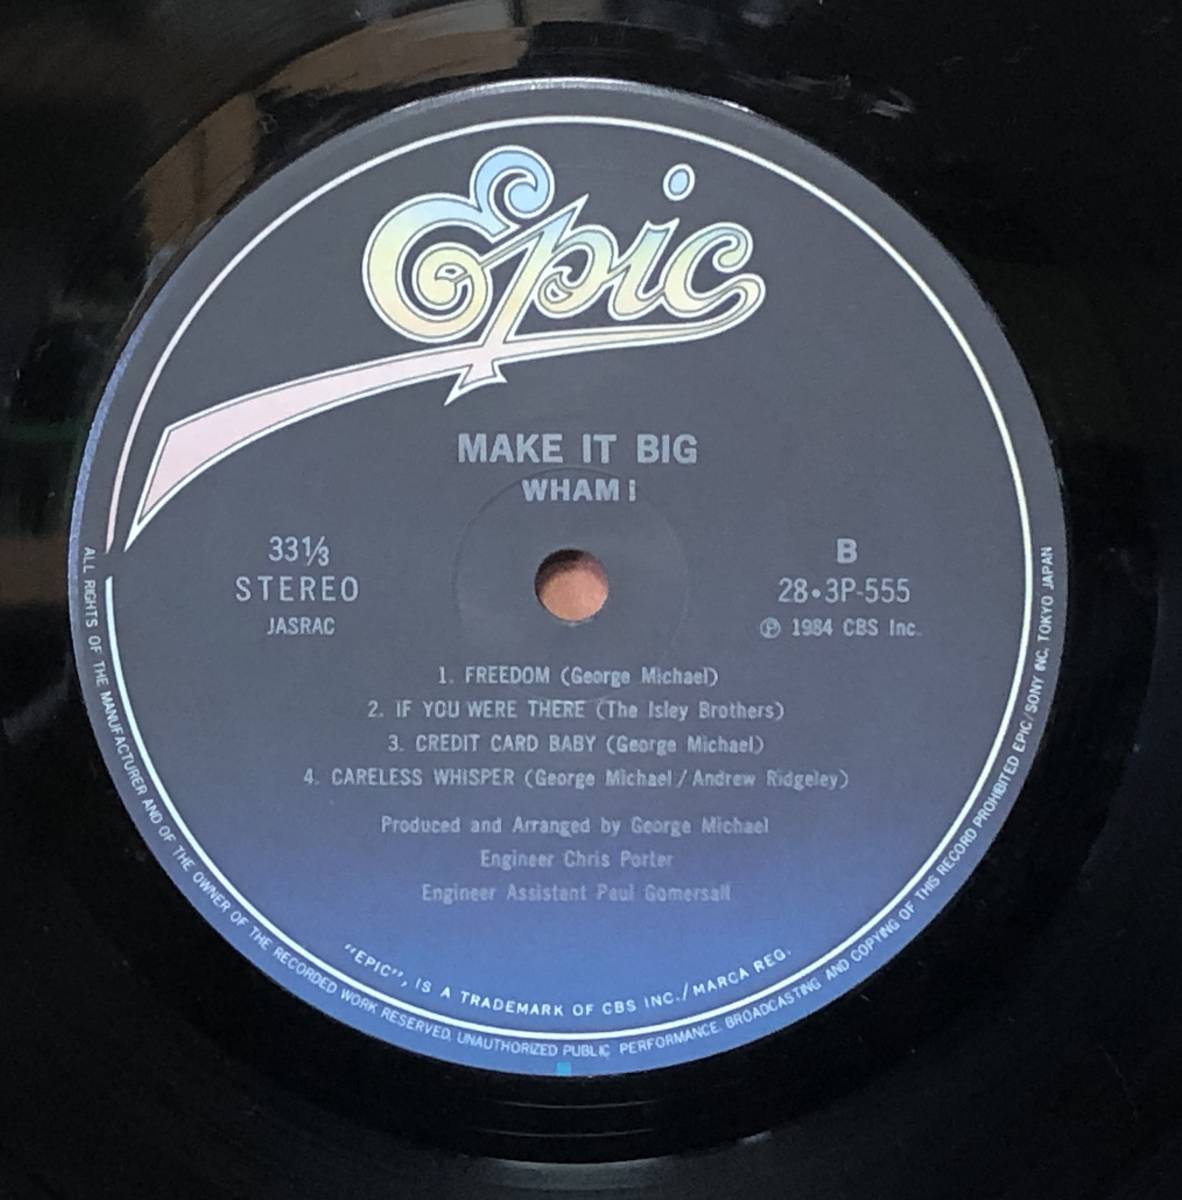 Epic
MAKE IT BIG
WHAM!
33⅓
STEREO
JASRAC
B
28•3P-555
Ⓟ 1984 CBS Inc.
1. FREEDOM (George Michael)
2. IF YOU WERE THERE (The Isley Brothers)
3. CREDIT CARD BABY (George Michael)
4. CARELESS WHISPER (George Michael / Andrew Ridgeley)
Produced and Arranged by George Michael
Engineer Chris Porter
Engineer Assistant Paul Gomersall
"EPIC", IS A TRADEMARK OF CBS INC./MARCA REG.
ALL RIGHTS OF THE MANUFACTURER AND OF THE OWNER OF THE RECORDED WORK RESERVED. UNAUTHORIZED PUBLIC PERFORMANCE. BROADCASTING AND COPYING OF THIS RECORD PROHIBITED EPIC/SONY INC. TOKYO JAPAN